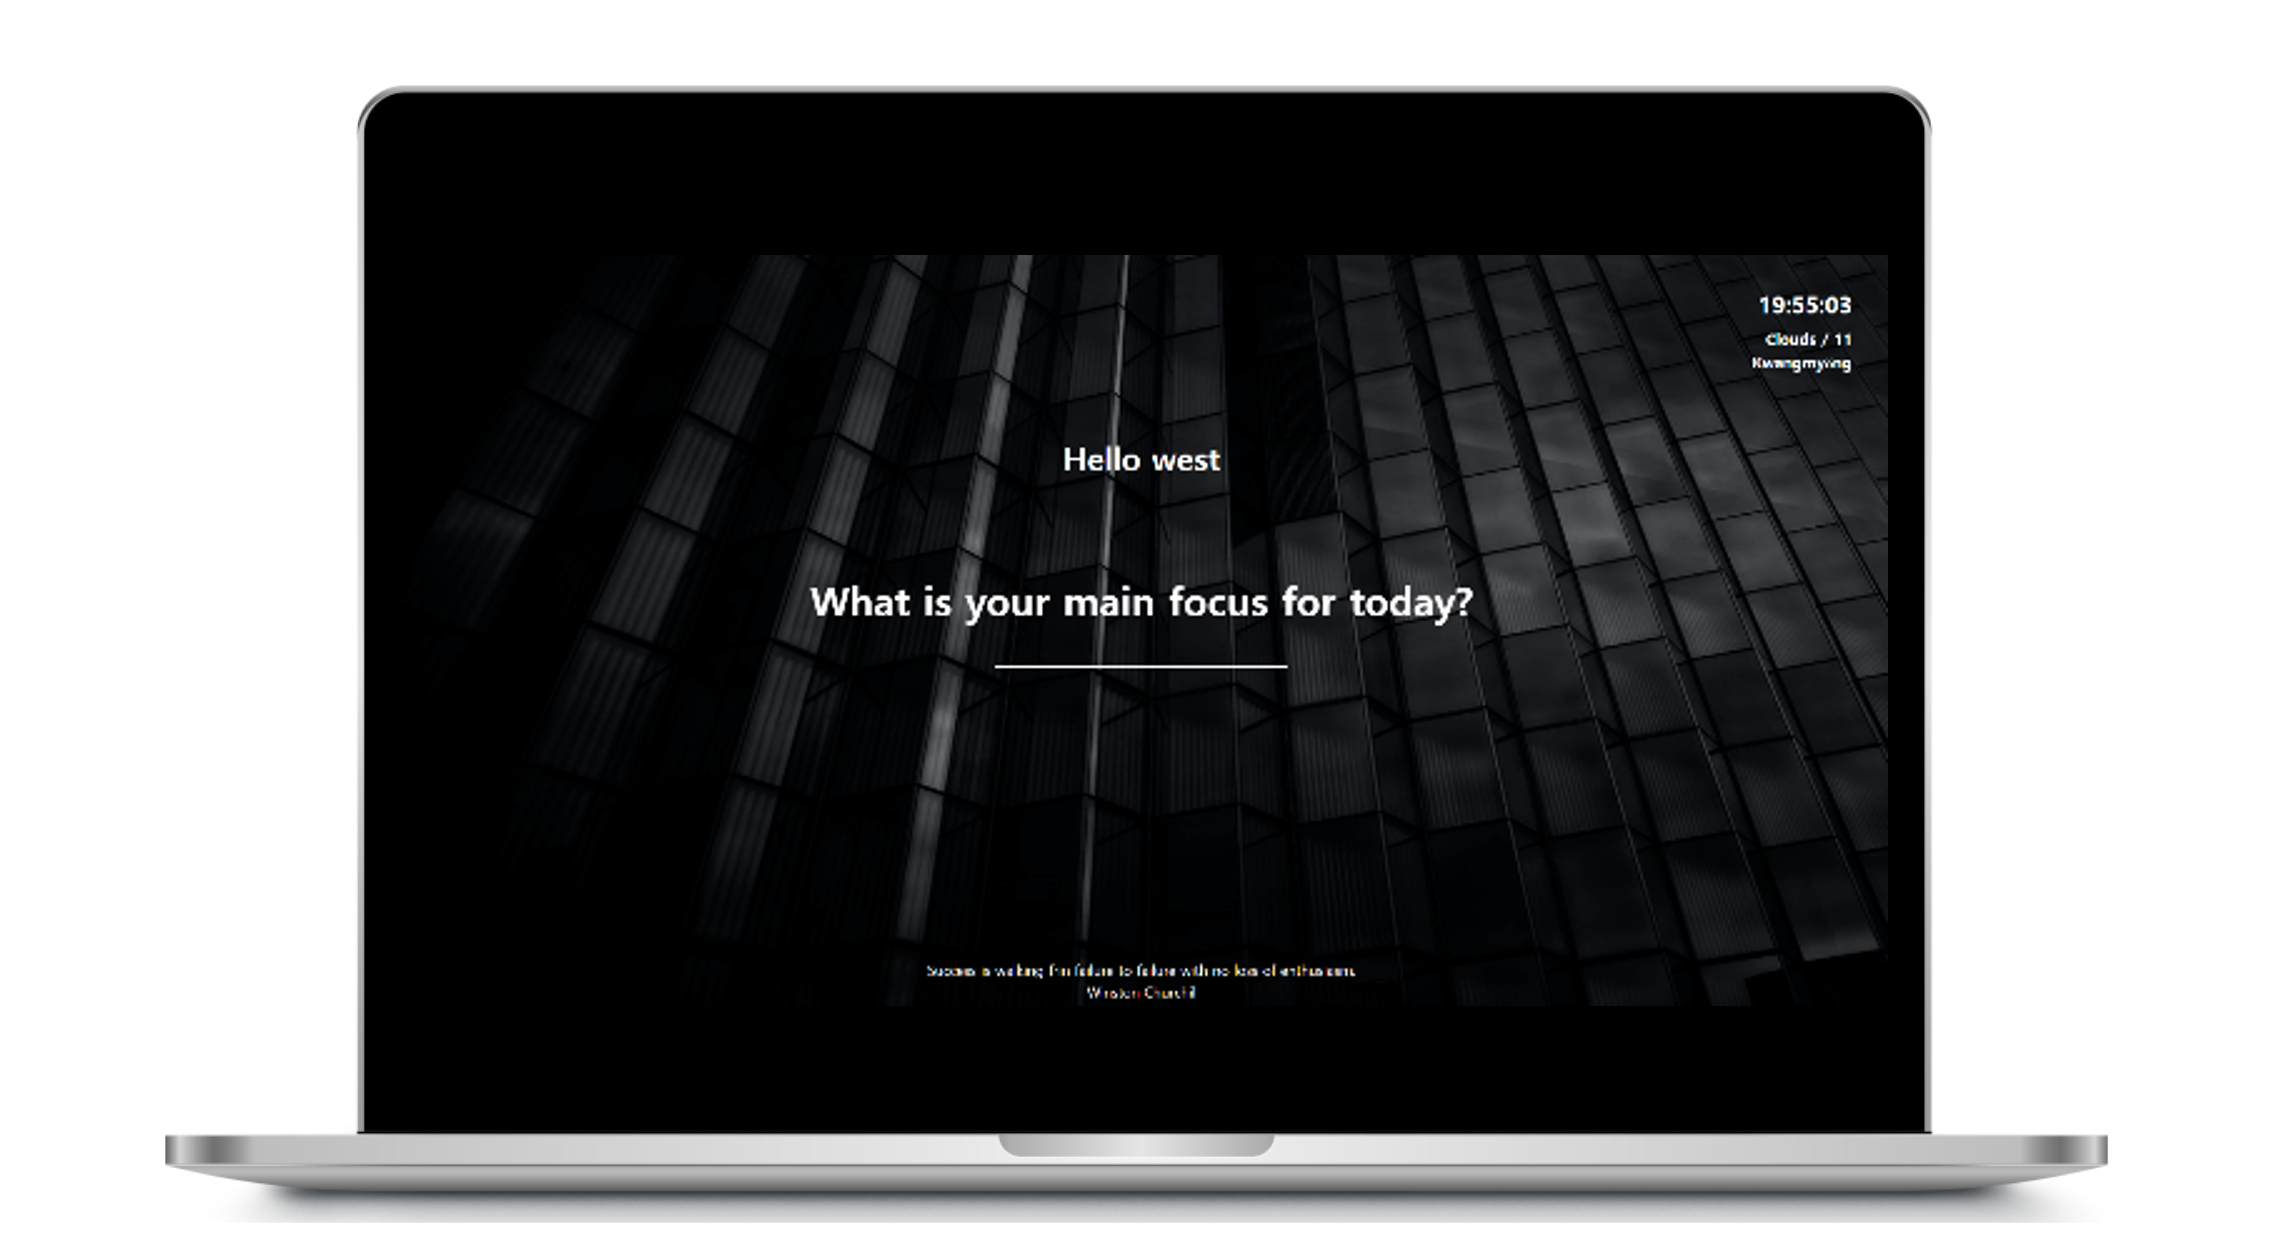 19:55:03
Clouds / 11
Kwangmyŏng
Hello west
What is your main focus for today?
Success is walking from failure to failure with no loss of enthusiasm.
Winston Churchill